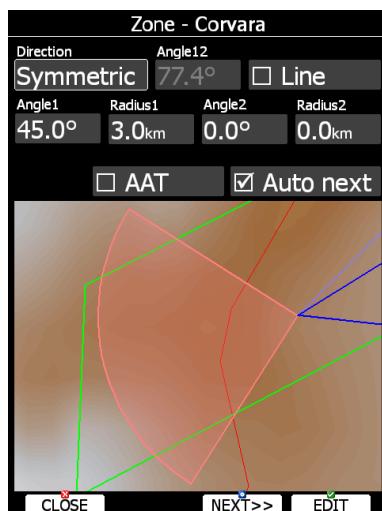 Zone - Corvara
Direction Angle12
Symmetric 77.4° Line
Angle1 Radius1 Angle2 Radius2
45.0° 3.0km 0.0° 0.0km
AAT Auto next
CLOSE NEXT>> EDIT